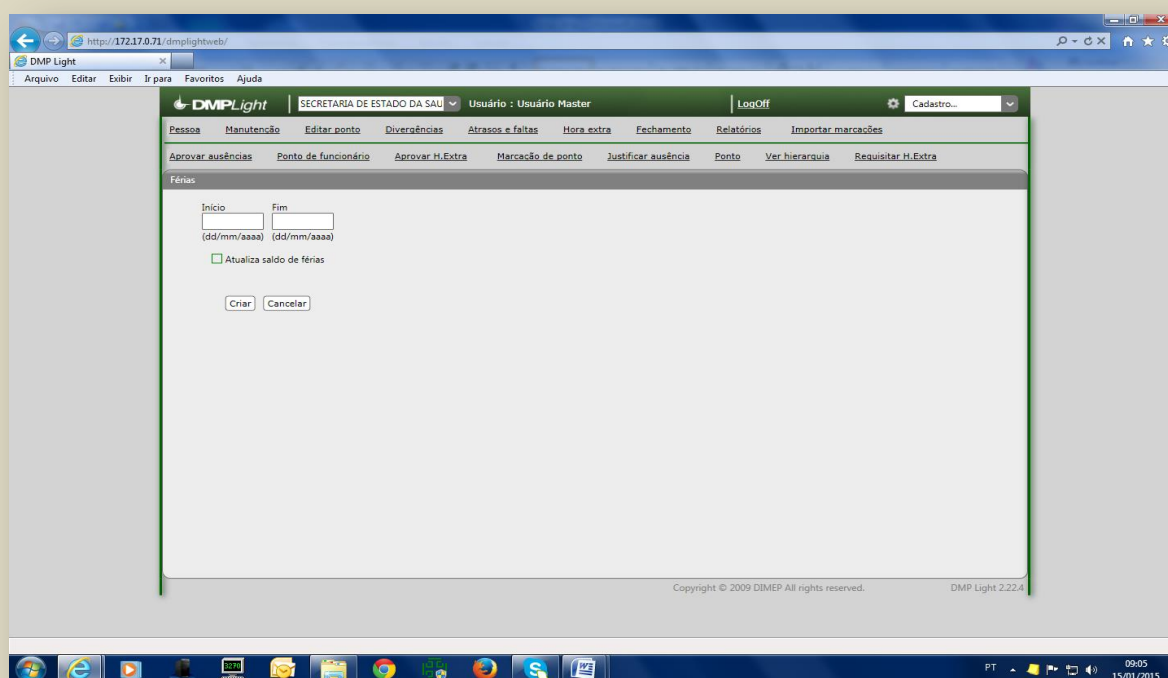 http://172.17.0.71/dmplightweb/
DMP Light
Arquivo Editar Exibir Ir para Favoritos Ajuda
DMPLight SECRETARIA DE ESTADO DA SAU Usuário : Usuário Master LogOff Cadastro...
Pessoa Manutenção Editar ponto Divergências Atrasos e faltas Hora extra Fechamento Relatórios Importar marcações
Aprovar ausências Ponto de funcionário Aprovar H.Extra Marcação de ponto Justificar ausência Ponto Ver hierarquia Requisitar H.Extra
Férias
Início Fim
(dd/mm/aaaa) (dd/mm/aaaa)
Atualiza saldo de férias
Criar Cancelar
Copyright © 2009 DIMEP All rights reserved. DMP Light 2.22.4
3270
PT 09:05
15/01/2015